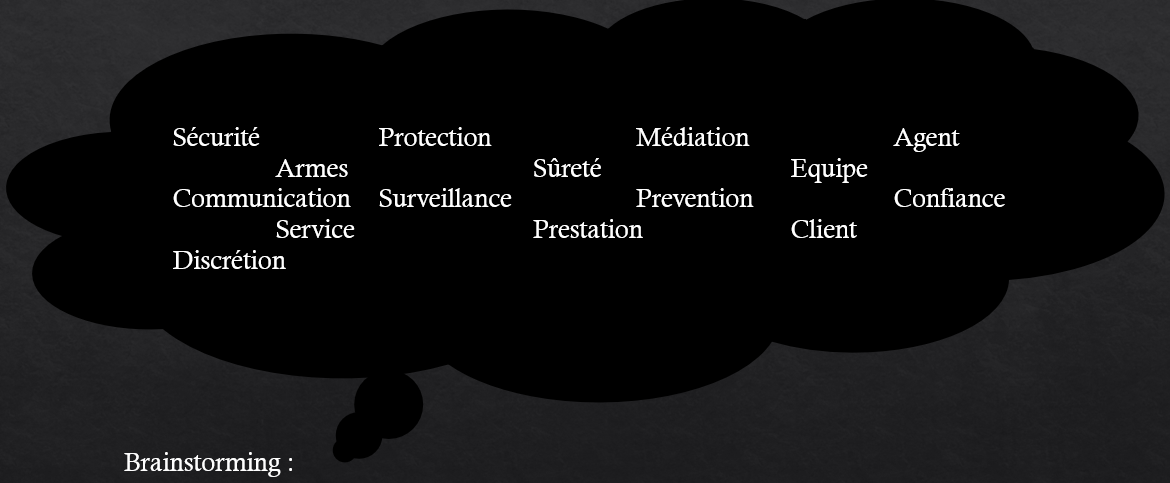 Sécurité Protection Médiation Agent
Armes Sûreté Equipe
Communication Surveillance Prevention Confiance
Service Prestation Client
Discrétion
Brainstorming :